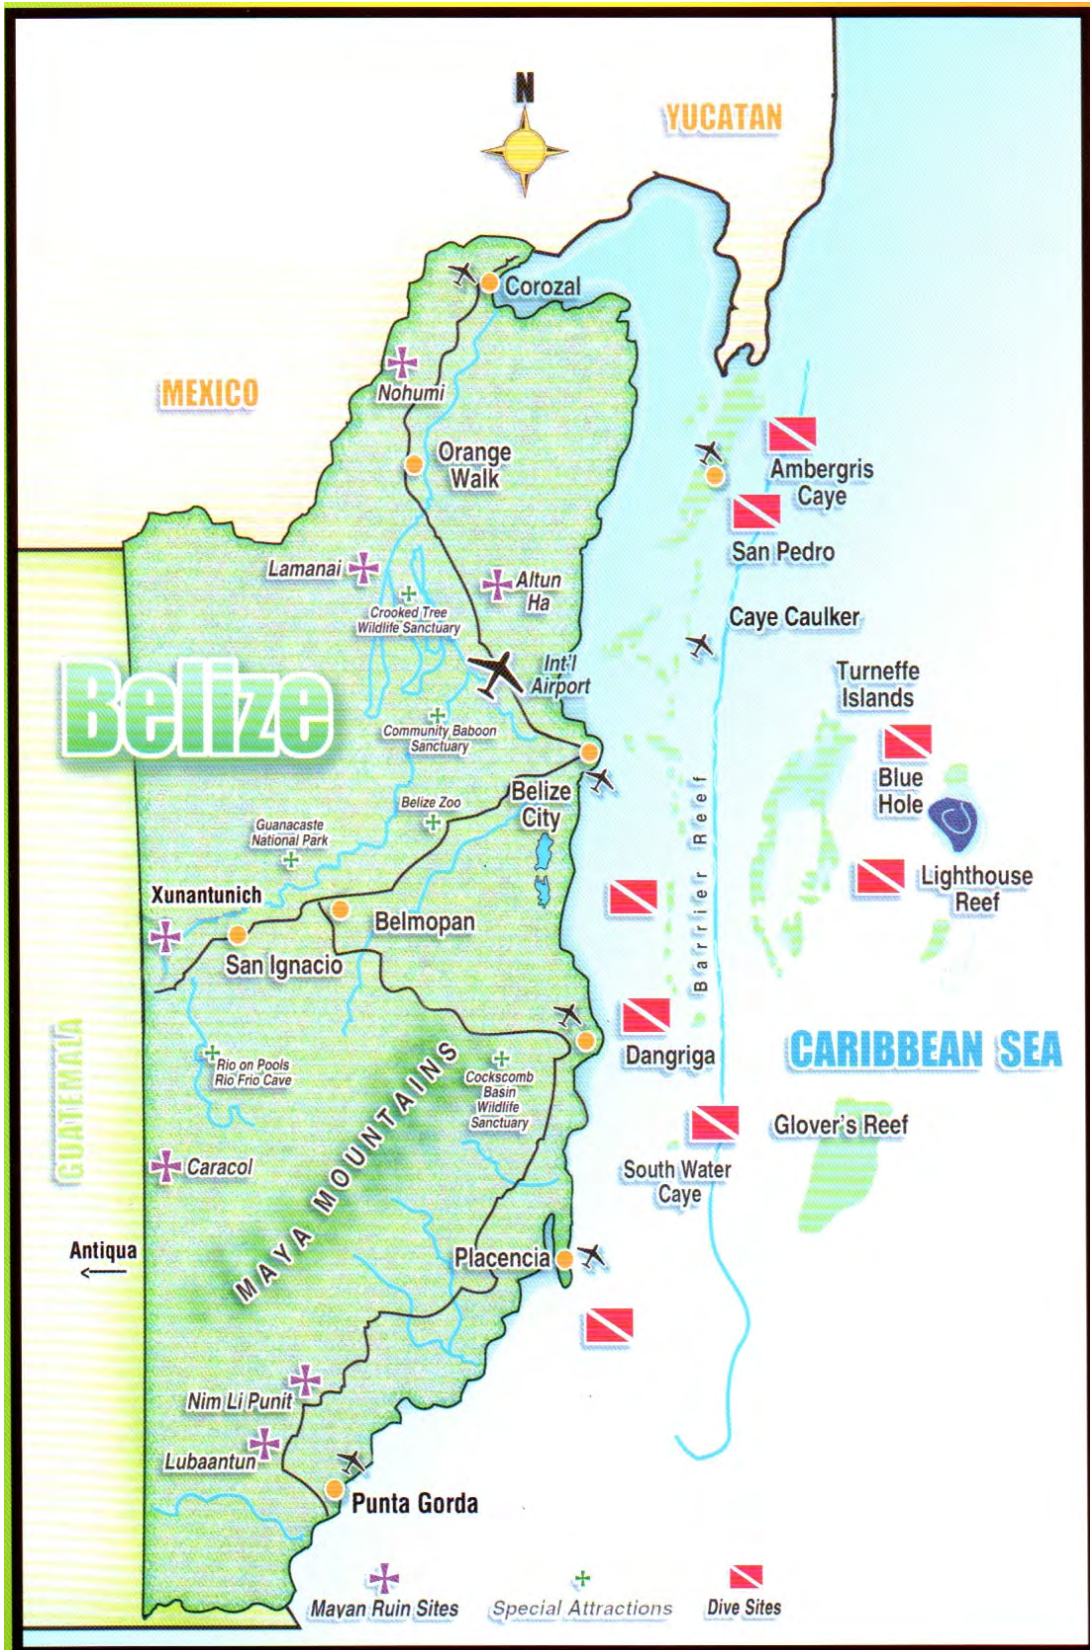 N
YUCATAN
Corozal
MEXICO
Nohumi
Orange
Walk
Ambergris
Caye
San Pedro
Lamanai
Altun
Ha
Crooked Tree
Wildlife Sanctuary
Caye Caulker
Int'l
Airport
Turneffe
Islands
Belize
Community Baboon
Sanctuary
Blue
Hole
Belize
City
Belize Zoo
Barrier Reef
Guanacaste
National Park
Xunantunich
Lighthouse
Reef
Belmopan
San Ignacio
CARIBBEAN SEA
Dangriga
Rio on Pools
Rio Frio Cave
Cockscomb
Basin
Wildlife
Sanctuary
GUATEMALA
MAYA MOUNTAINS
Glover's Reef
Caracol
South Water
Caye
Antiqua
Placencia
Nim Li Punit
Lubaantun
Punta Gorda
Mayan Ruin Sites
Special Attractions
Dive Sites